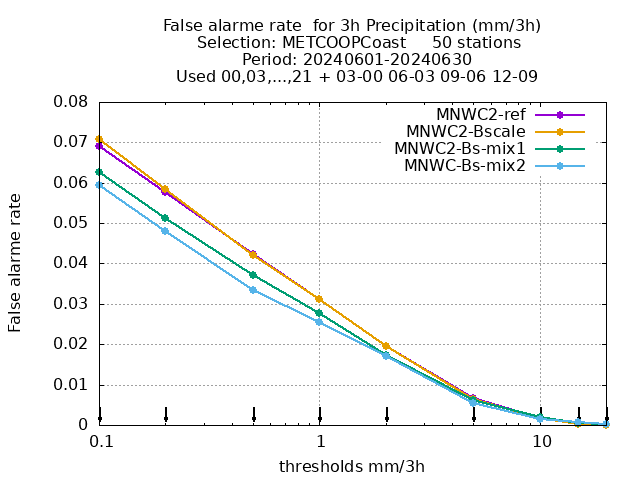 False alarme rate  for 3h Precipitation (mm/3h)
Selection: METCOOPCoast     50 stations
Period: 20240601-20240630
Used 00,03,...,21 + 03-00 06-03 09-06 12-09
MNWC2-ref
MNWC2-Bscale
MNWC2-Bs-mix1
MNWC-Bs-mix2
0.08
0.07
0.06
0.05
0.04
0.03
0.02
0.01
0
False alarme rate
0.1 1 10
thresholds mm/3h